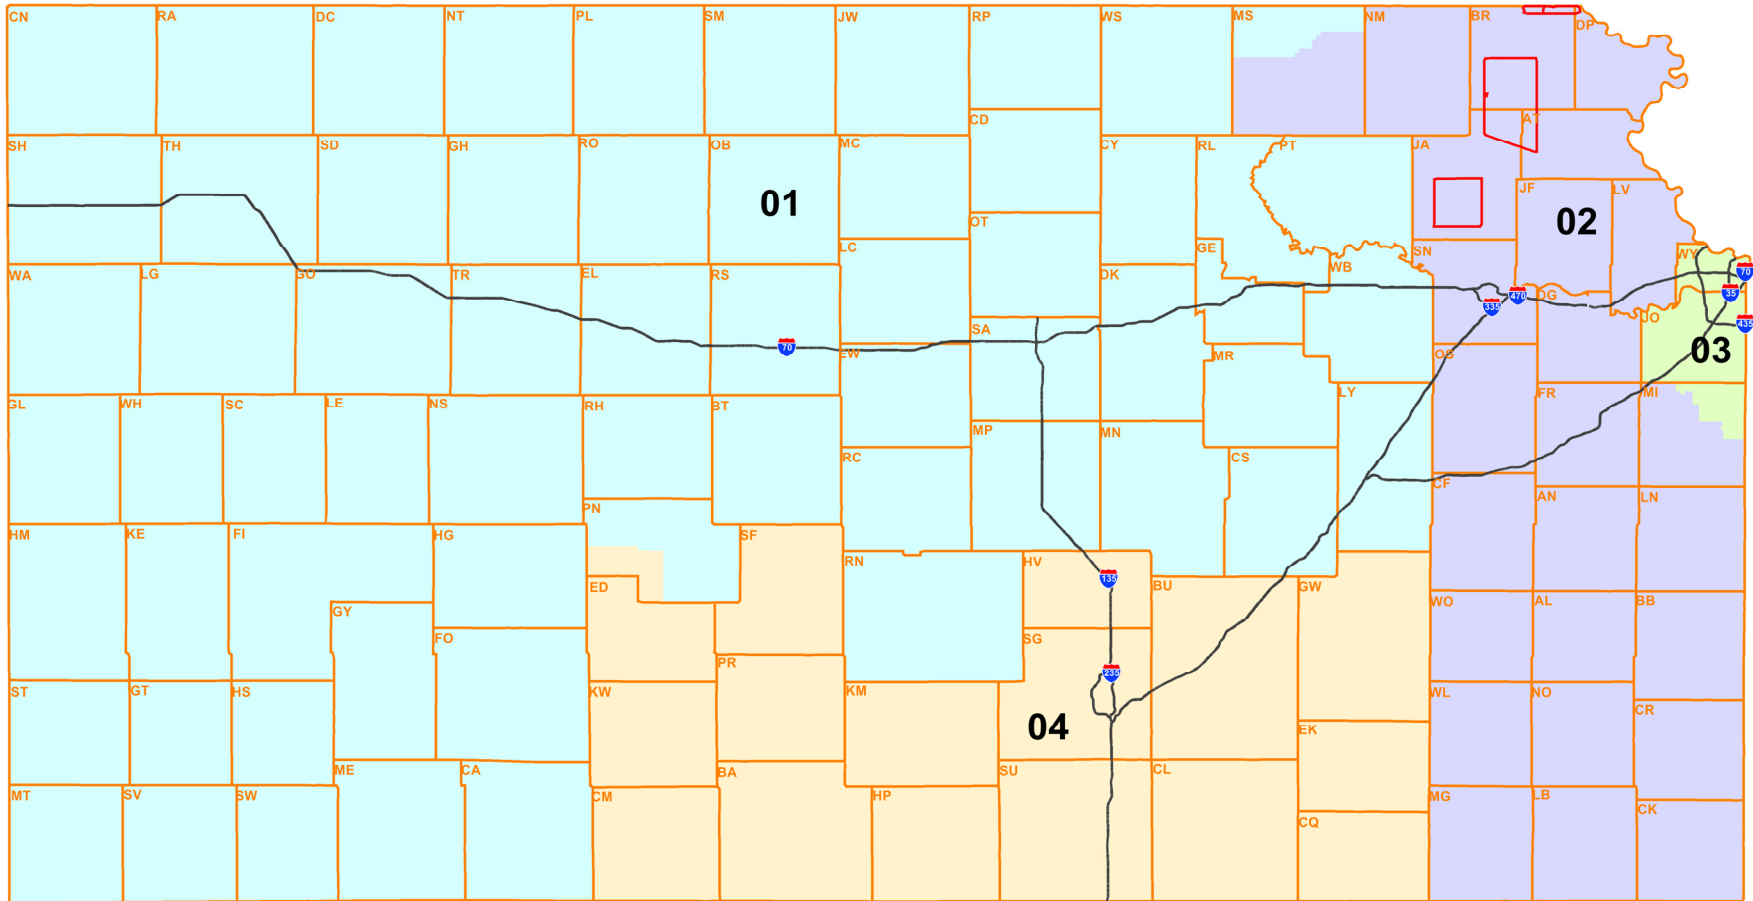 CN RA DC NT PL SM JW RP WS MS NM BR DP
CD AT
SH TH SD GH RO OB MC CY RL PT JA
01
JF LV
02
OT
LC GE SN WY
WA LG GO TR EL RS DK WB
70
35
470 DG
335
JO 435
SA
70
EW MR OS 03
GL WH SC LE NS RH BT LY FR MI
MP MN
RC CS
CF
AN LN
PN
HM KE FI HG SF
RN HV
135
ED BU GW
WO AL BB
GY
FO SG
PR
235
ST GT HS KW KM WL NO
CR
04
EK
ME CA BA SU CL
MT SV SW CM HP MG LB
CK
CQ